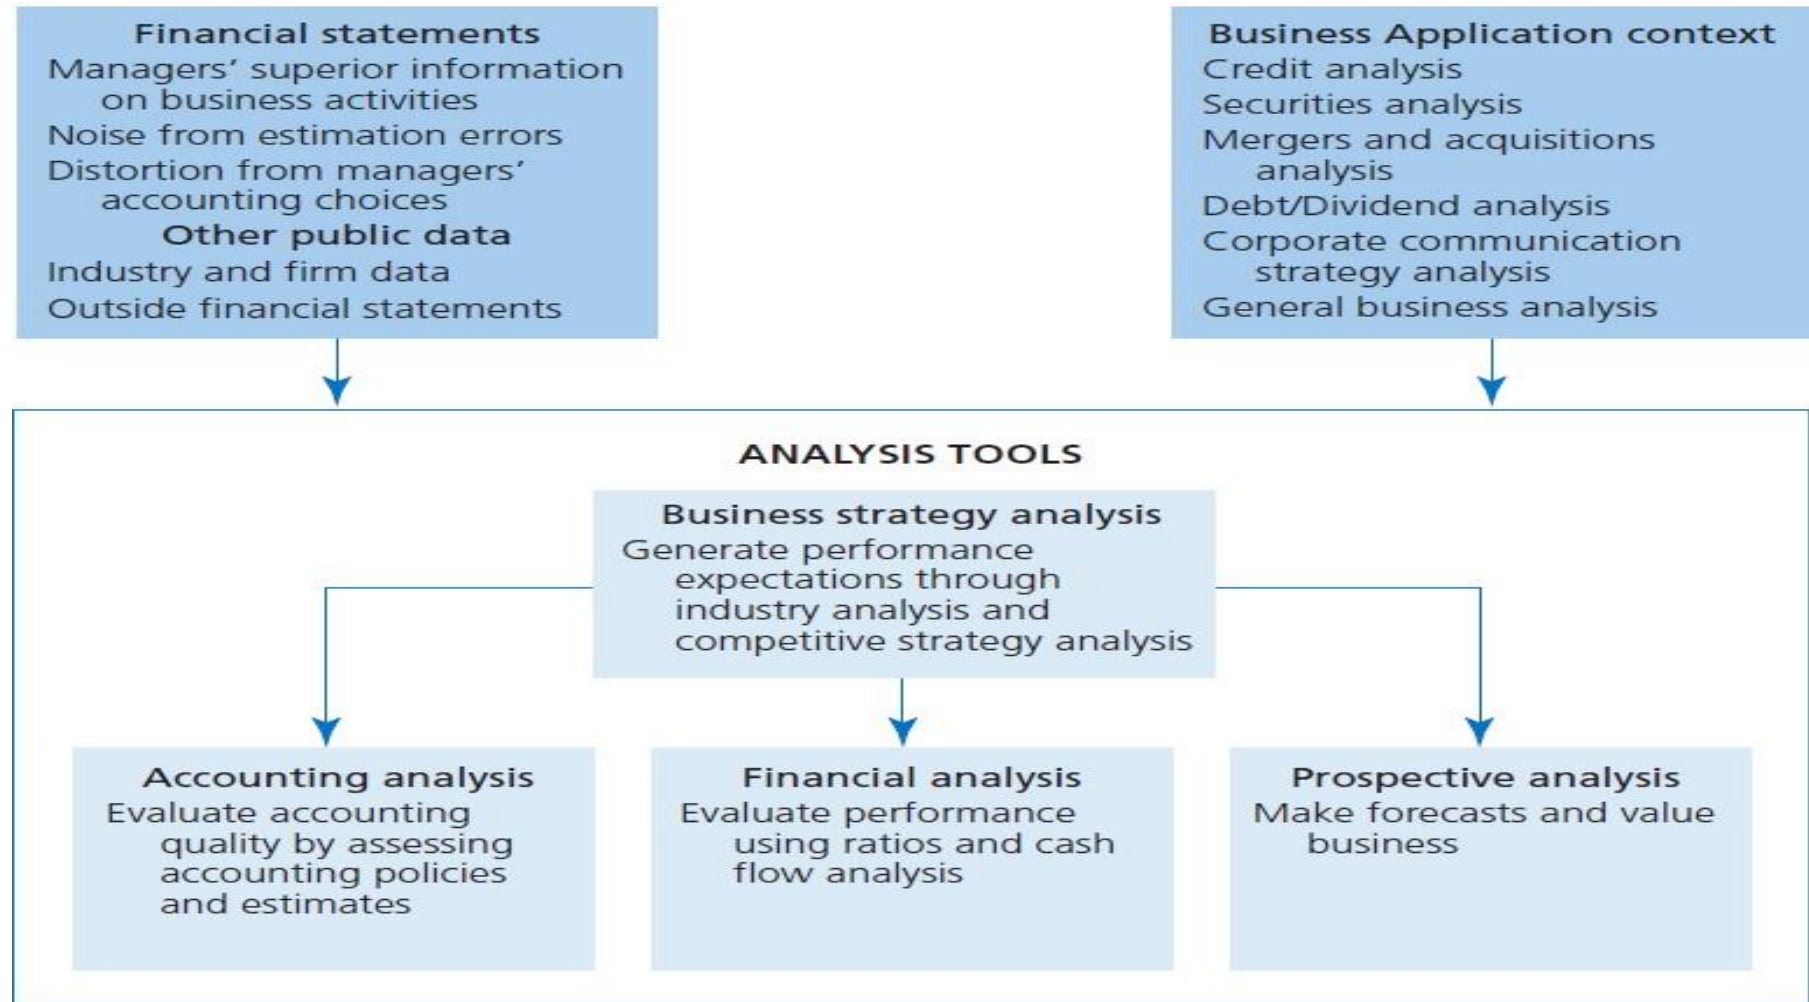 Financial statements
Managers’ superior information
on business activities
Noise from estimation errors
Distortion from managers’
accounting choices
Other public data
Industry and firm data
Outside financial statements
Business Application context
Credit analysis
Securities analysis
Mergers and acquisitions
analysis
Debt/Dividend analysis
Corporate communication
strategy analysis
General business analysis
ANALYSIS TOOLS
Business strategy analysis
Generate performance
expectations through
industry analysis and
competitive strategy analysis
Accounting analysis
Evaluate accounting
quality by assessing
accounting policies
and estimates
Financial analysis
Evaluate performance
using ratios and cash
flow analysis
Prospective analysis
Make forecasts and value
business